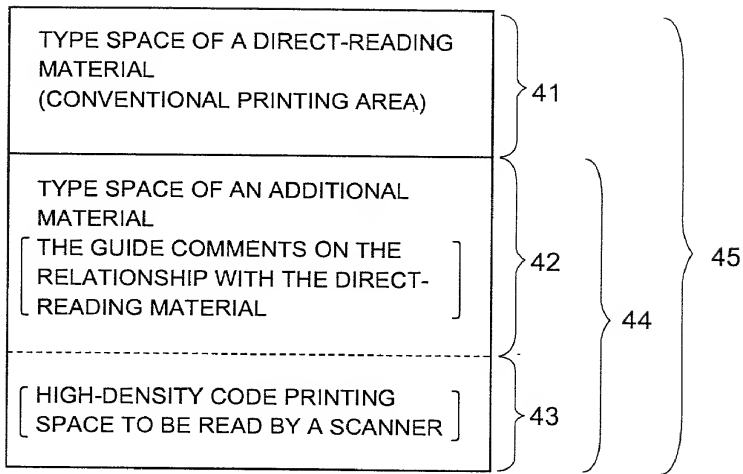 TYPE SPACE OF A DIRECT-READING
MATERIAL
(CONVENTIONAL PRINTING AREA)
41
TYPE SPACE OF AN ADDITIONAL
MATERIAL
[THE GUIDE COMMENTS ON THE
RELATIONSHIP WITH THE DIRECT-
READING MATERIAL]
42
[HIGH-DENSITY CODE PRINTING
SPACE TO BE READ BY A SCANNER]
43
44
45